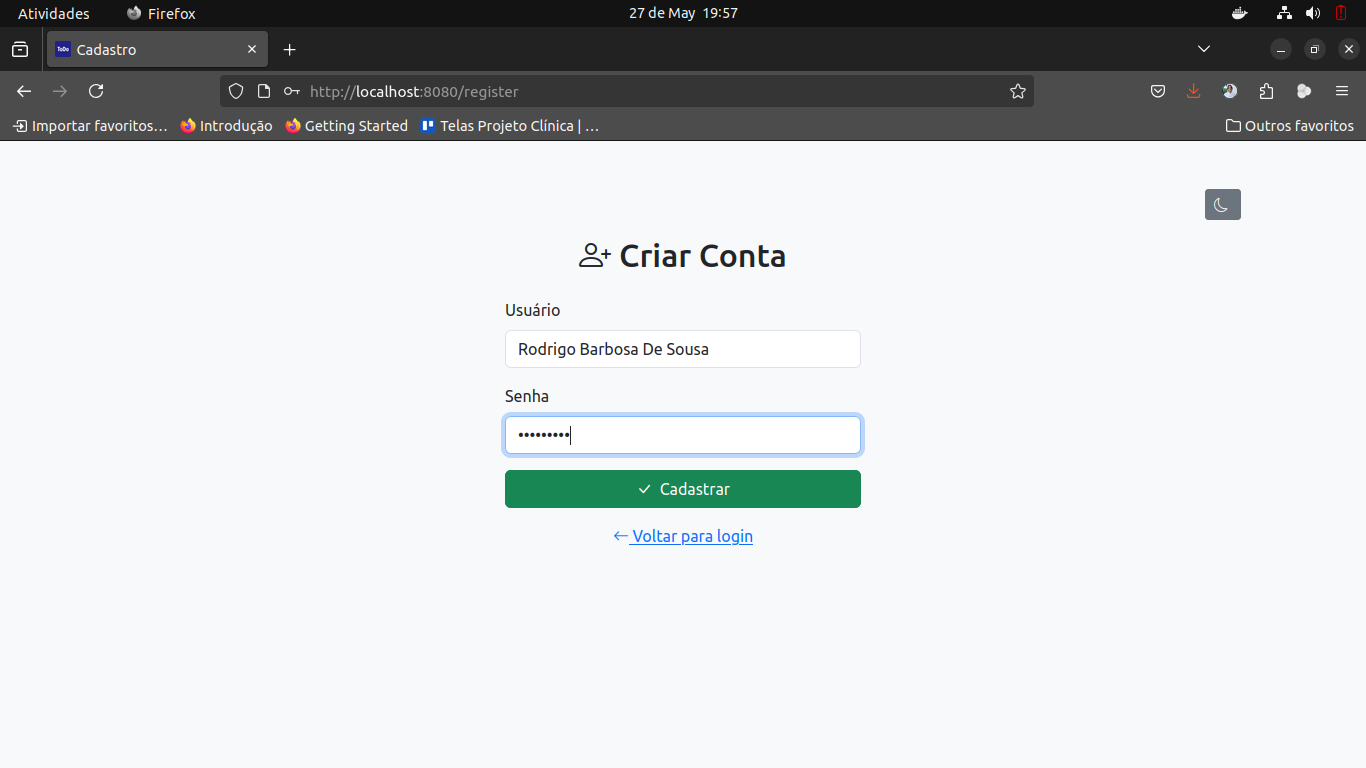 Atividades Firefox 27 de May 19:57
ToDo Cadastro
http://localhost:8080/register
Importar favoritos… Introdução Getting Started Telas Projeto Clínica | … Outros favoritos
Criar Conta
Usuário
Rodrigo Barbosa De Sousa
Senha
•••••••••
Cadastrar
Voltar para login